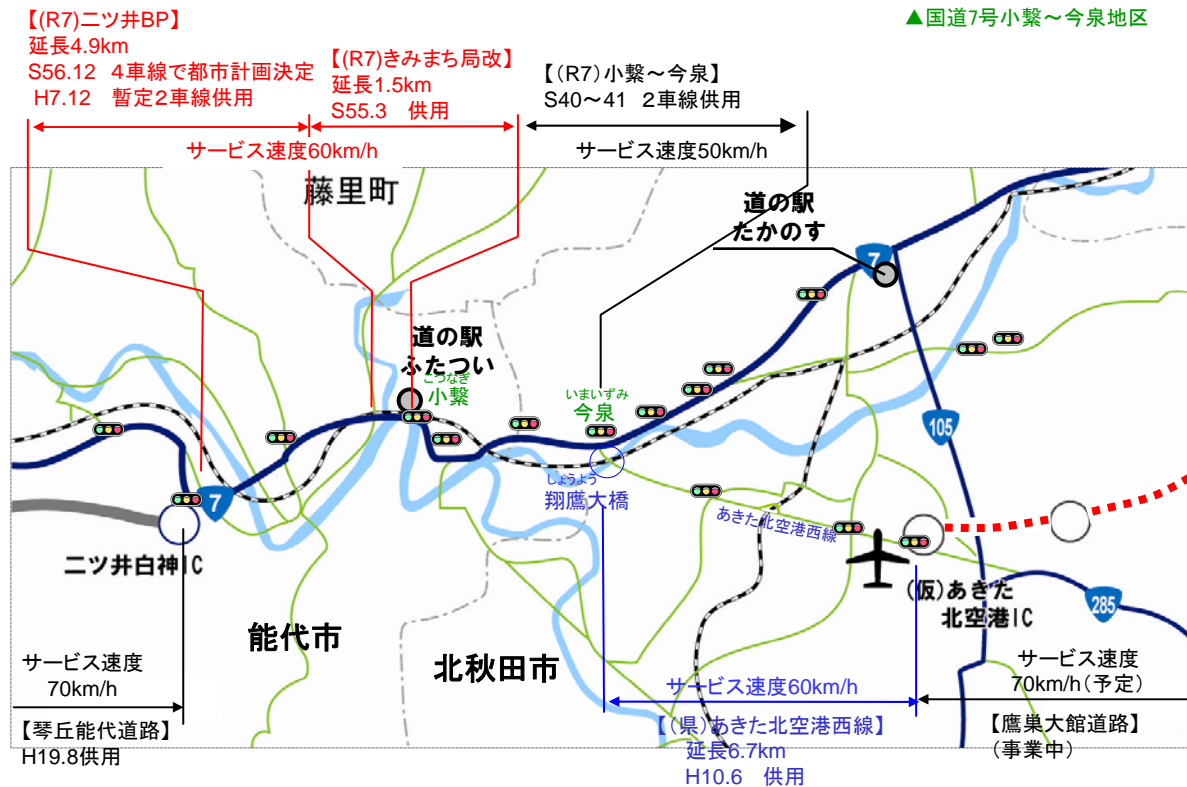 ▲国道7号小繋～今泉地区
【(R7)二ツ井BP】
延長4.9km
S56.12 4車線で都市計画決定
H7.12 暫定2車線供用
【(R7)きみまち局改】
延長1.5km
S55.3 供用
【(R7)小繋～今泉】
S40～41 2車線供用
サービス速度60km/h
サービス速度50km/h
藤里町
道の駅
たかのす
7
道の駅
ふたつい
こつなぎ
小繋
いまいずみ
今泉
105
しょうよう
翔鷹大橋
7
あきた北空港西線
二ツ井白神IC
(仮)あきた
北空港IC
285
能代市
北秋田市
サービス速度
70km/h
サービス速度60km/h
サービス速度
70km/h(予定)
【琴丘能代道路】
H19.8供用
【(県)あきた北空港西線】
延長6.7km
H10.6 供用
【鷹巣大館道路】
(事業中)